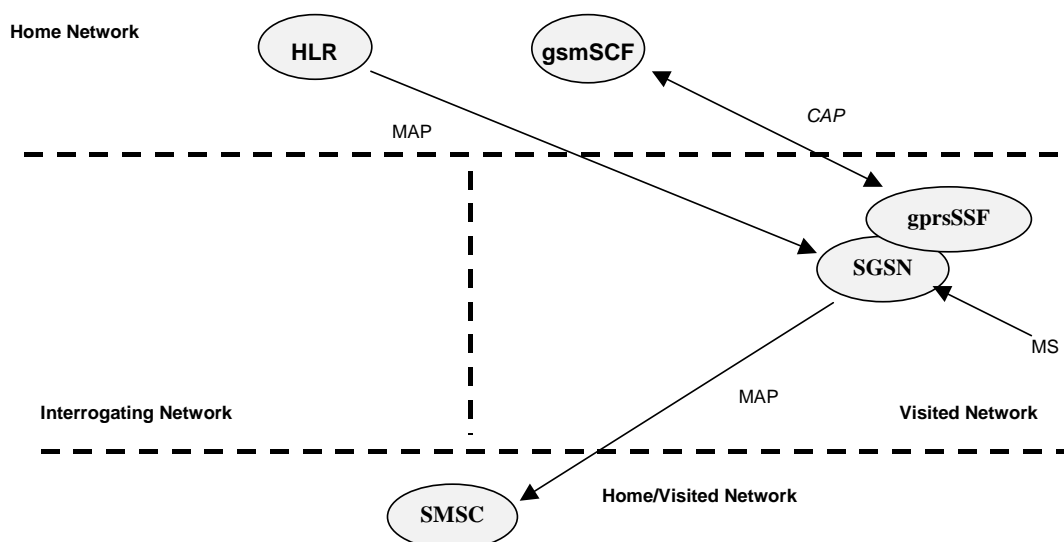 Home Network
HLR
gsmSCF
CAP
MAP
gprsSSF
SGSN
MS
MAP
Interrogating Network
Visited Network
Home/Visited Network
SMSC